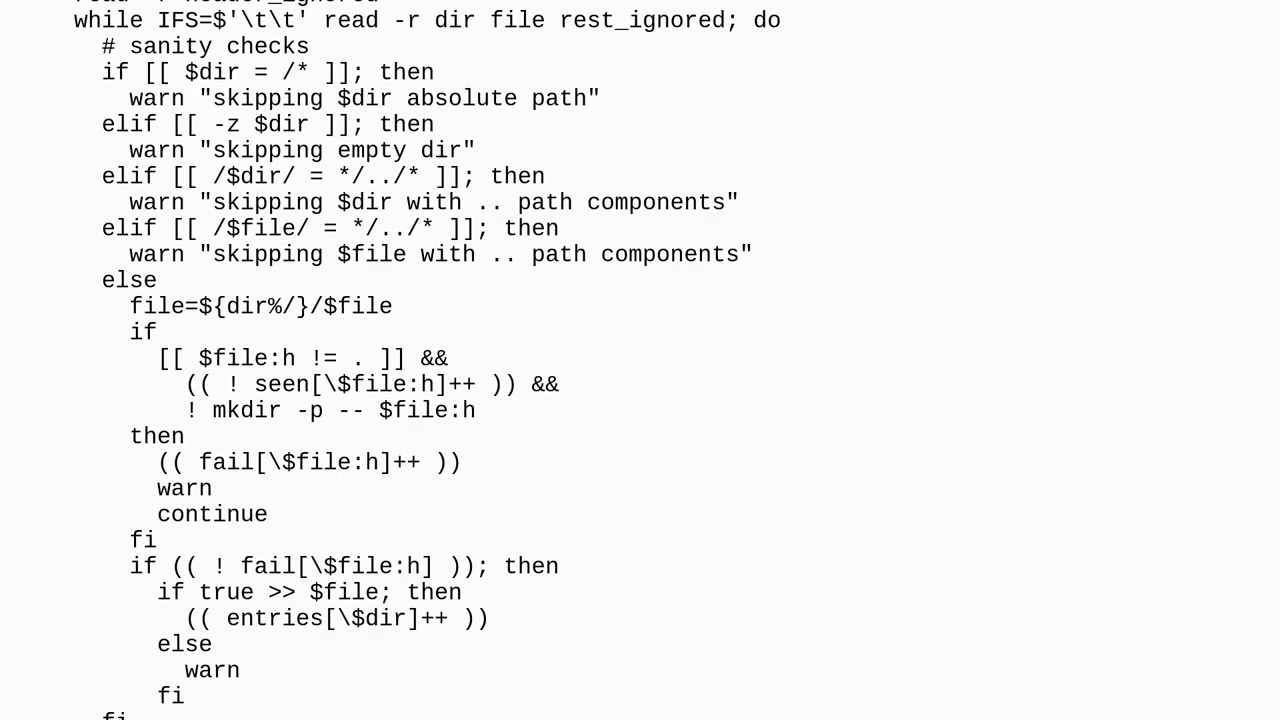 read -r header_ignored
while IFS=$'\t\t' read -r dir file rest_ignored; do
# sanity checks
if [[ $dir = /* ]]; then
warn "skipping $dir absolute path"
elif [[ -z $dir ]]; then
warn "skipping empty dir"
elif [[ /$dir/ = */../* ]]; then
warn "skipping $dir with .. path components"
elif [[ /$file/ = */../* ]]; then
warn "skipping $file with .. path components"
else
file=${dir%/}/$file
if
[[ $file:h != . ]] &&
(( ! seen[\$file:h]++ )) &&
! mkdir -p -- $file:h
then
(( fail[\$file:h]++ ))
warn
continue
fi
if (( ! fail[\$file:h] )); then
if true >> $file; then
(( entries[\$dir]++ ))
else
warn
fi
fi